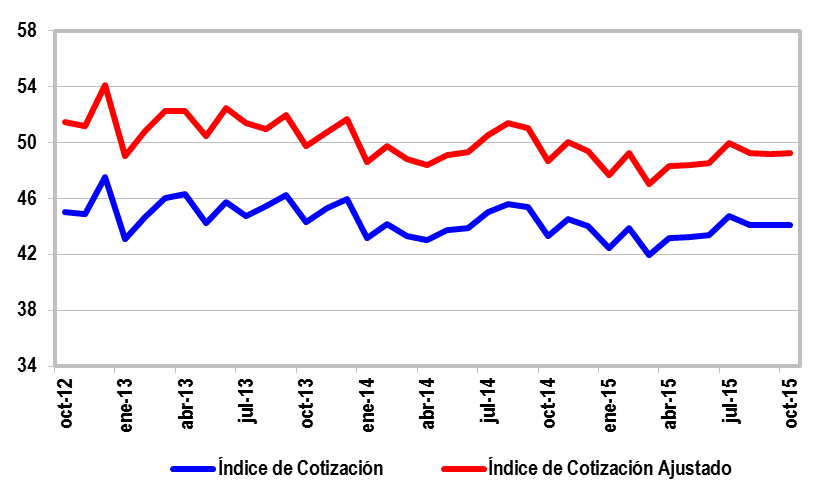 58
54
50
46
42
38
34
oct-12
ene-13
abr-13
jul-13
oct-13
ene-14
abr-14
jul-14
oct-14
ene-15
abr-15
jul-15
oct-15
Índice de Cotización
Índice de Cotización Ajustado